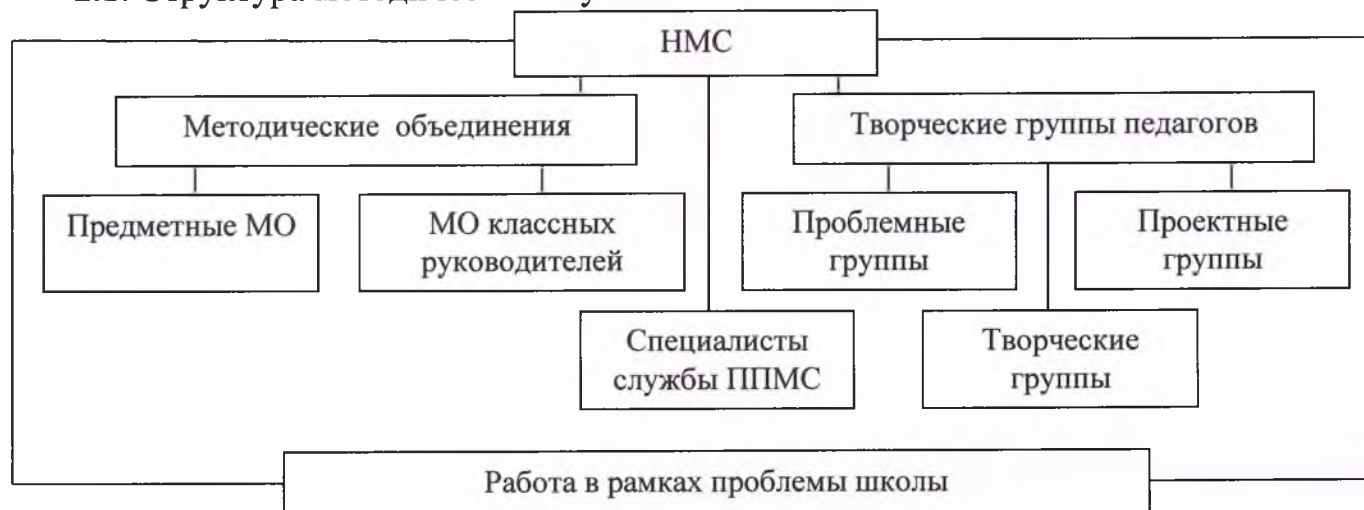 НМС
Методические объединения
Творческие группы педагогов
Предметные МО
МО классных
руководителей
Проблемные
группы
Проектные
группы
Специалисты
службы ППМС
Творческие
группы
Работа в рамках проблемы школы